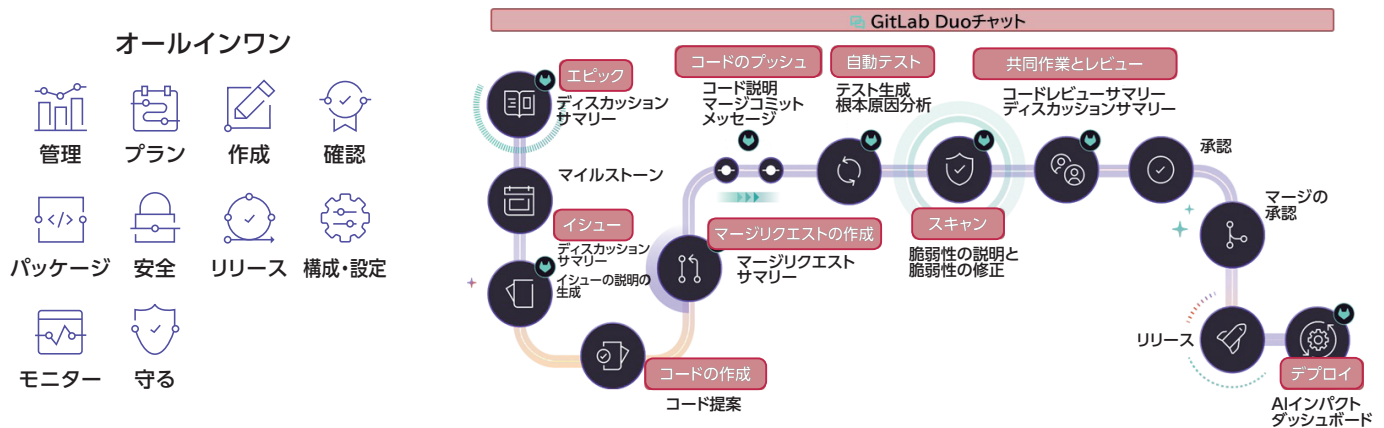 オールインワン
管理
プラン
作成
確認
パッケージ
安全
リリース
構成・設定
モニター
守る
GitLab Duoチャット
エピック
ディスカッション
サマリー
マイルストーン
イシュー
ディスカッション
サマリー
イシューの説明の
生成
コードの作成
コード提案
マージリクエストの作成
マージリクエスト
サマリー
コードのプッシュ
コード説明
マージコミット
メッセージ
自動テスト
テスト生成
根本原因分析
スキャン
脆弱性の説明と
脆弱性の修正
共同作業とレビュー
コードレビューサマリー
ディスカッションサマリー
承認
マージの
承認
リリース
デプロイ
AIインパクト
ダッシュボード